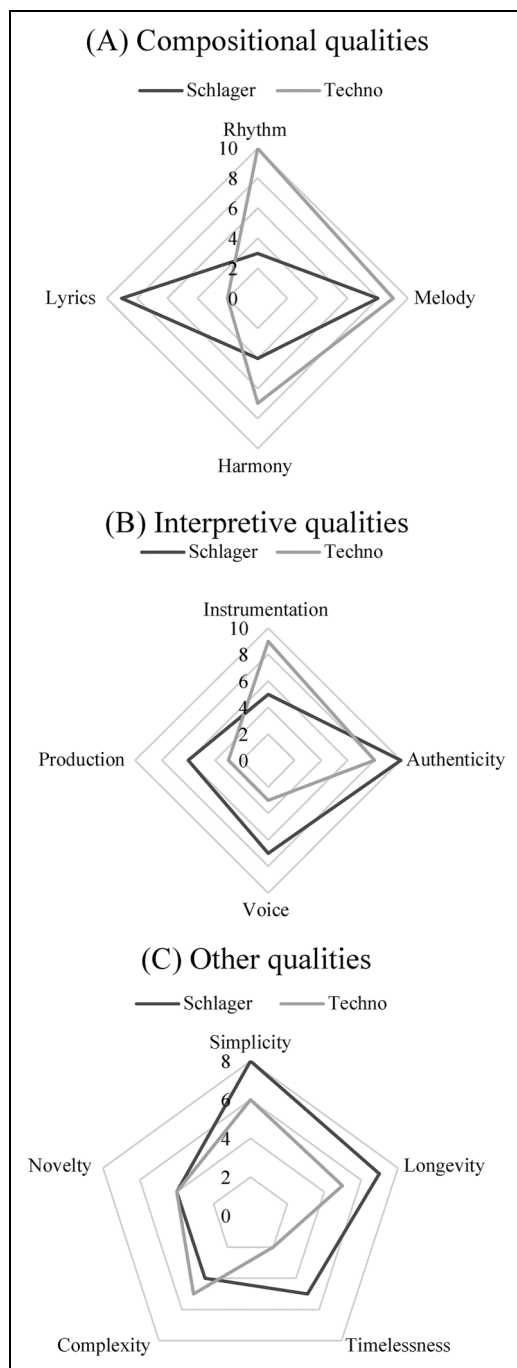 (A) Compositional qualities
Schlager Techno
Rhythm
10
8
6
4
2
Lyrics 0 Melody
Harmony
(B) Interpretive qualities
Schlager Techno
Instrumentation
10
8
6
4
2
Production 0 Authenticity
Voice
(C) Other qualities
Schlager Techno
Simplicity
8
6
4
Novelty Longevity
2
0
Complexity Timelessness